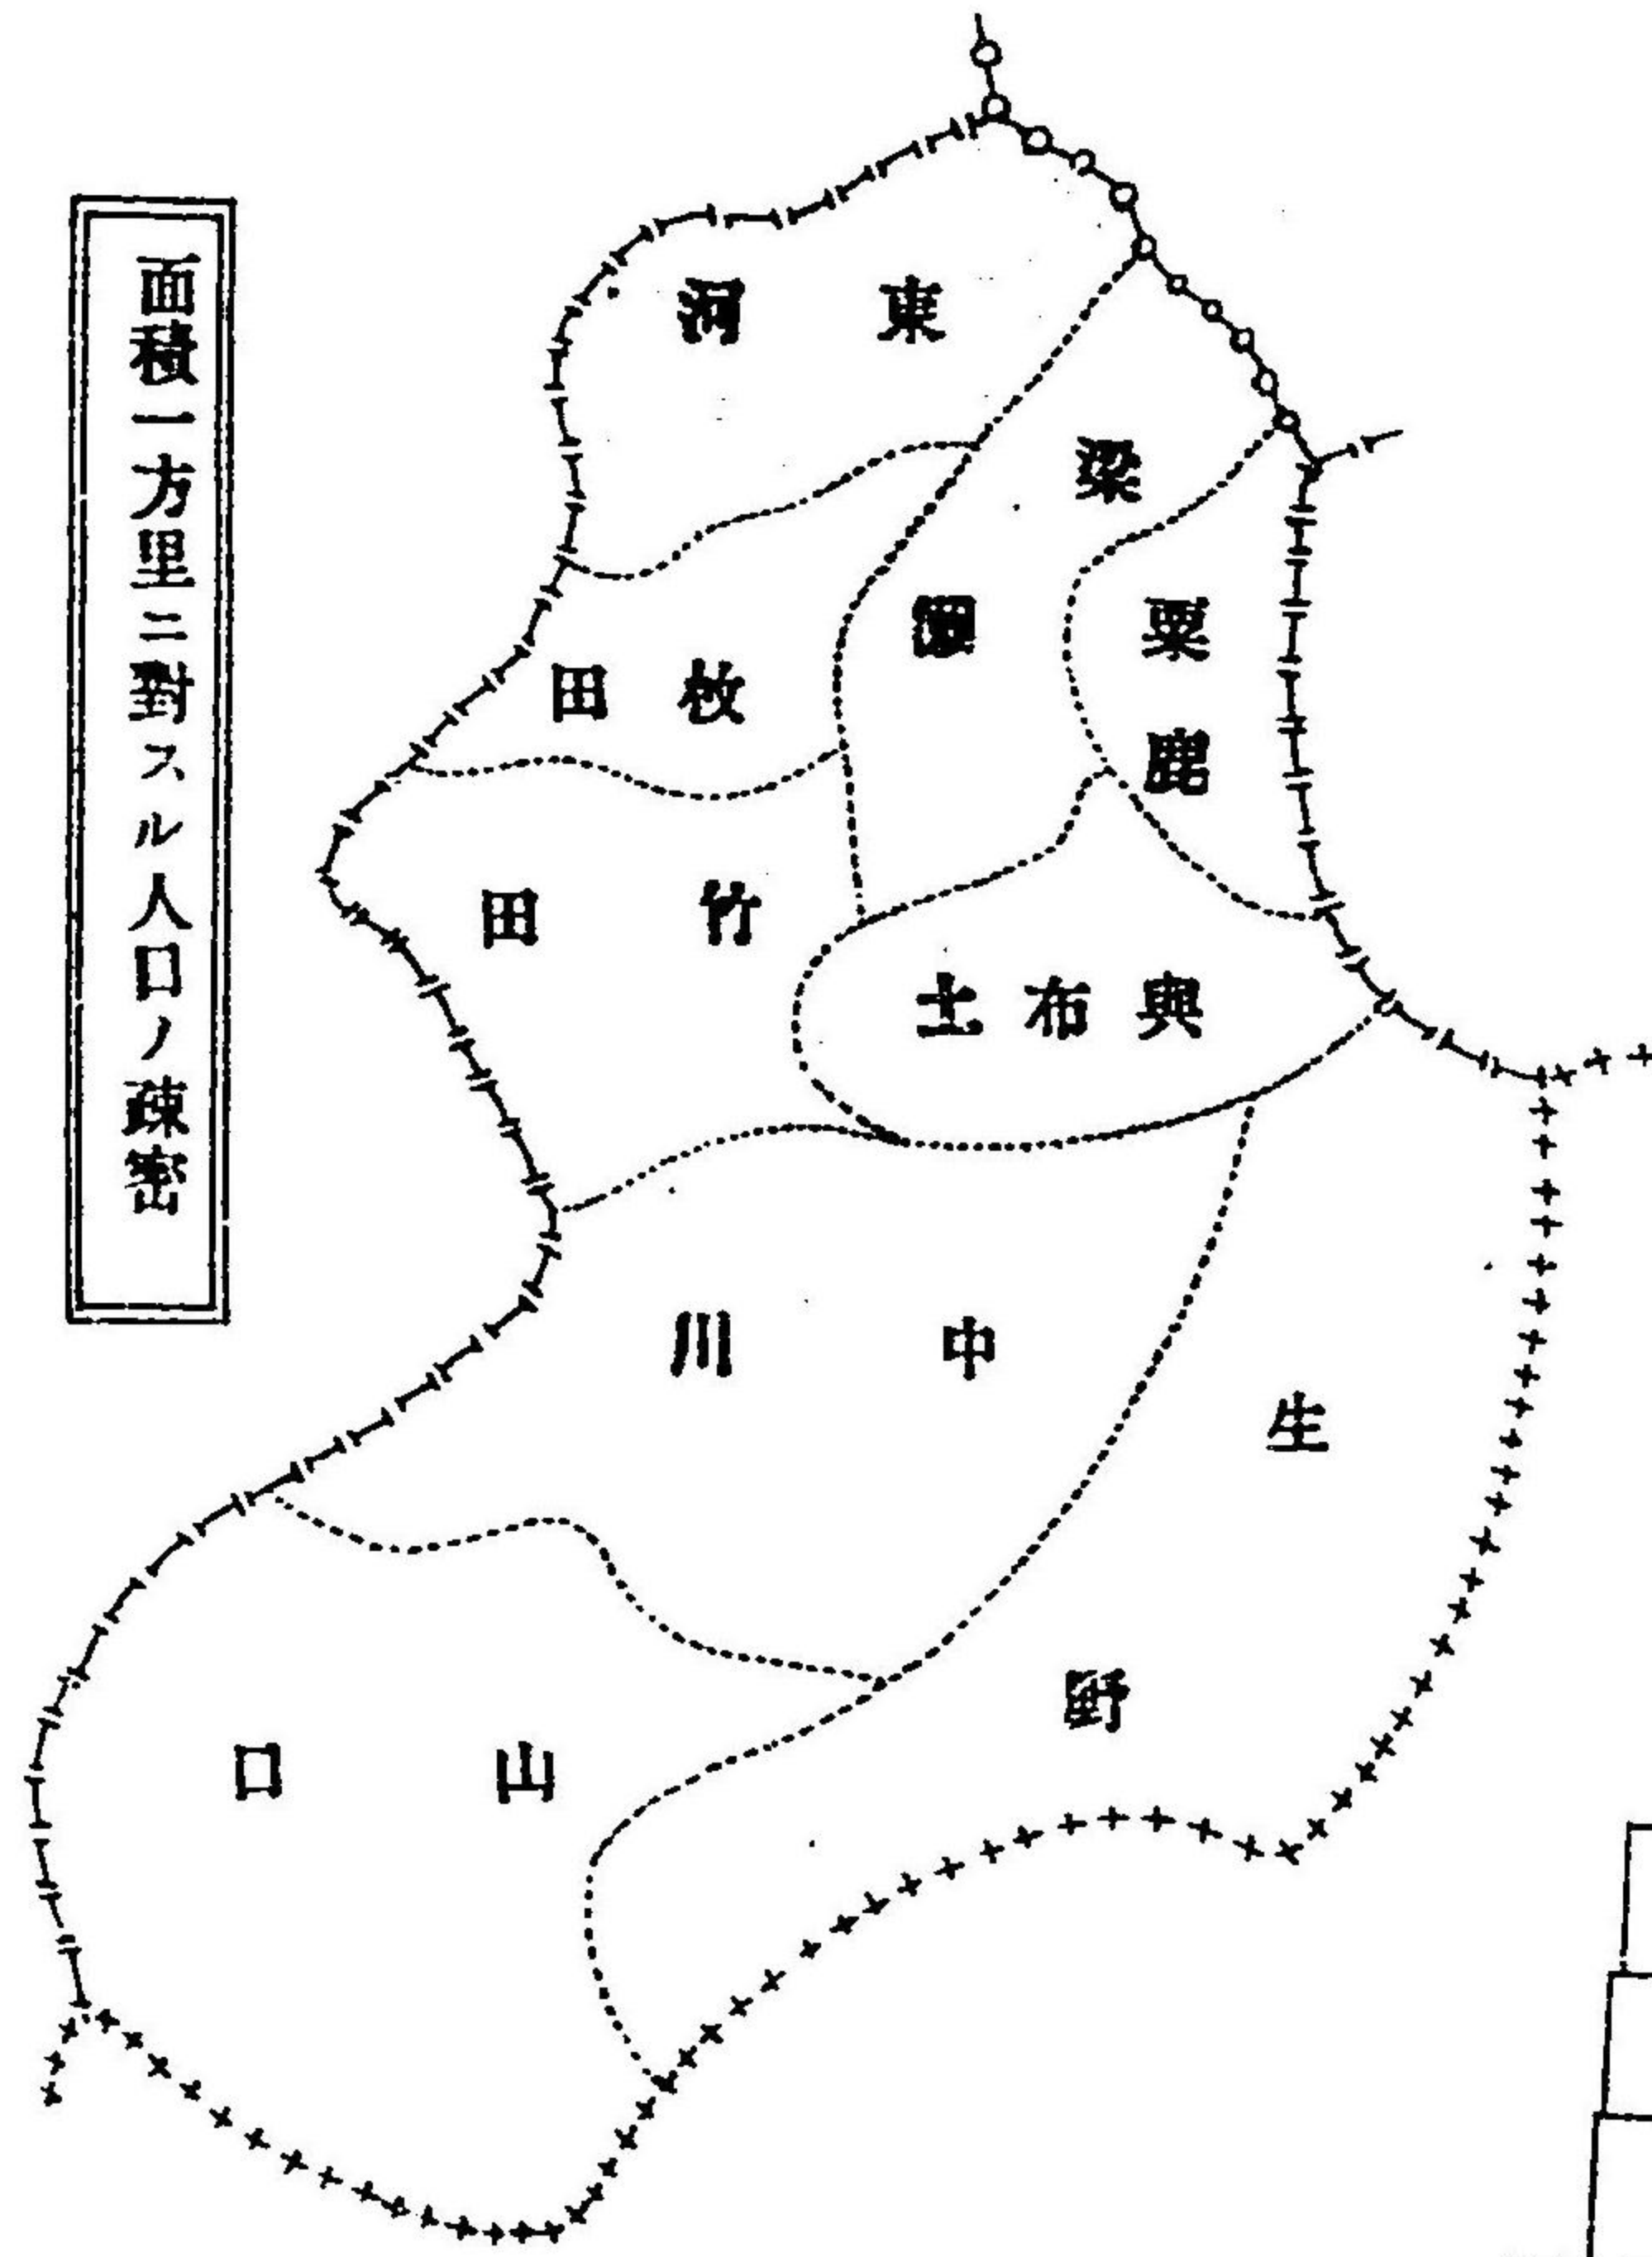 面積一方里ニ對スル人口ノ疎密
東河
梁瀬
粟鹿
枚田
竹田
與布土
中川
生野
山口